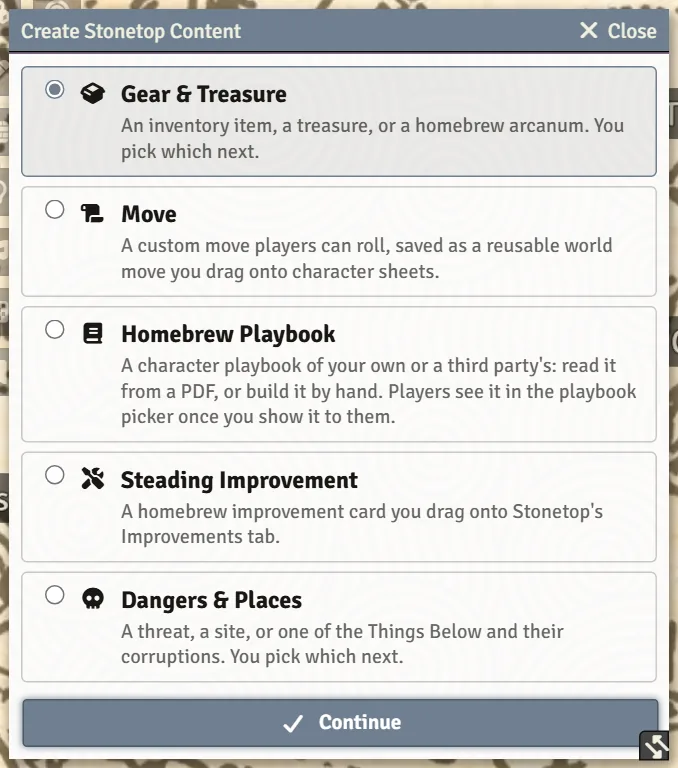 Create Stonetop Content
Close
Gear & Treasure
An inventory item, a treasure, or a homebrew arcanum. You
pick which next.
Move
A custom move players can roll, saved as a reusable world
move you drag onto character sheets.
Homebrew Playbook
A character playbook of your own or a third party's: read it
from a PDF, or build it by hand. Players see it in the playbook
picker once you show it to them.
Steading Improvement
A homebrew improvement card you drag onto Stonetop's
Improvements tab.
Dangers & Places
A threat, a site, or one of the Things Below and their
corruptions. You pick which next.
Continue